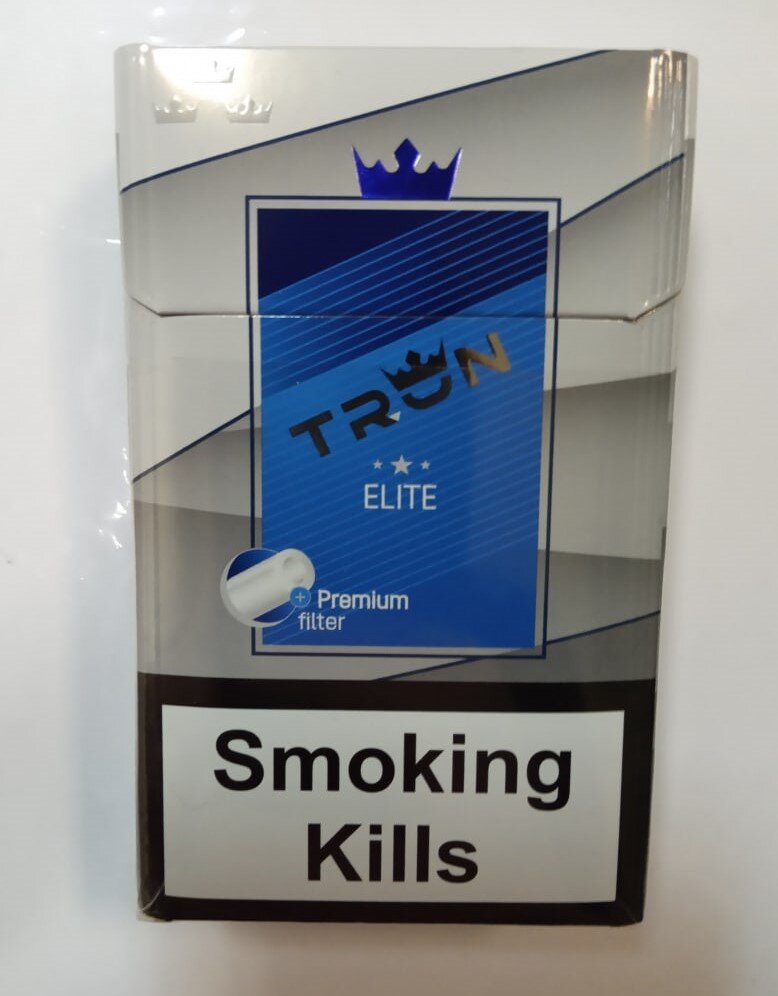 TRON
ELITE
+ Premium
filter
Smoking
Kills